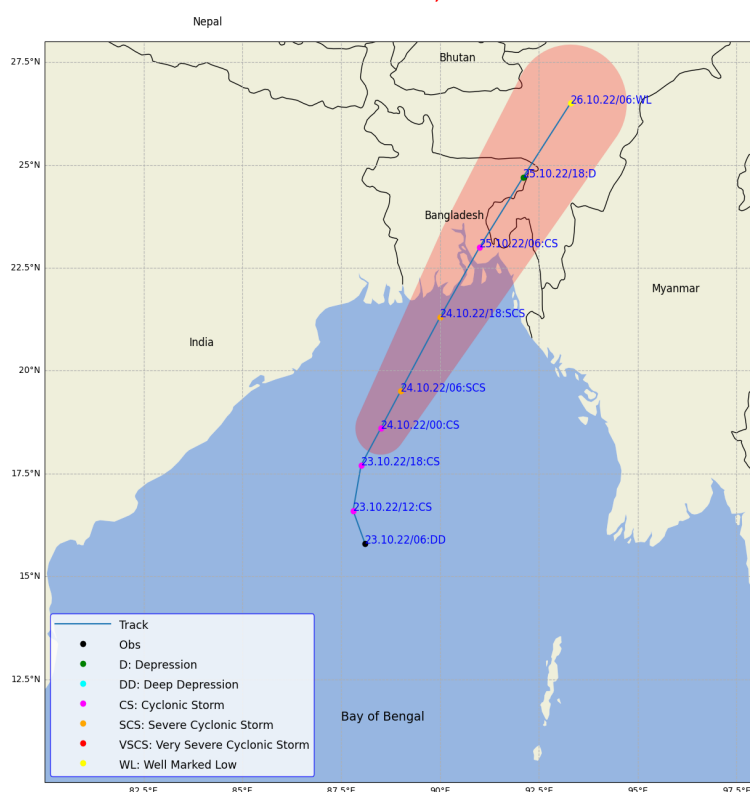 Nepal
27.5°N
Bhutan
26.10.22/06:WL
25°N
25.10.22/18:D
Bangladesh
25.10.22/06:CS
22.5°N
Myanmar
24.10.22/18:SCS
India
20°N
24.10.22/06:SCS
24.10.22/00:CS
17.5°N
23.10.22/18:CS
23.10.22/12:CS
23.10.22/06:DD
15°N
Track
Obs
D: Depression
DD: Deep Depression
12.5°N
CS: Cyclonic Storm
SCS: Severe Cyclonic Storm
Bay of Bengal
VSCS: Very Severe Cyclonic Storm
WL: Well Marked Low
82.5°E 85°E 87.5°E 90°E 92.5°E 95°E 97.5°E